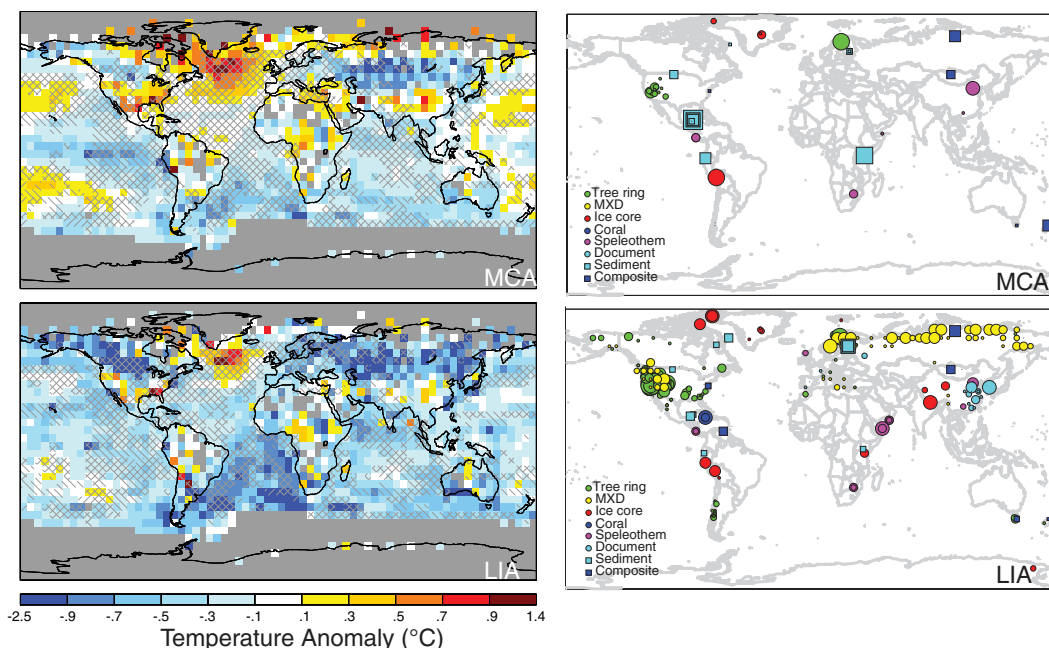 MCA
Tree ring
MXD
Ice core
Coral
Speleothem
Document
Sediment
Composite
MCA
LIA
Tree ring
MXD
Ice core
Coral
Speleothem
Document
Sediment
Composite
LIA
-2.5 -.9 -.7 -.5 -.3 -.1 .1 .3 .5 .7 .9 1.4
Temperature Anomaly (°C)